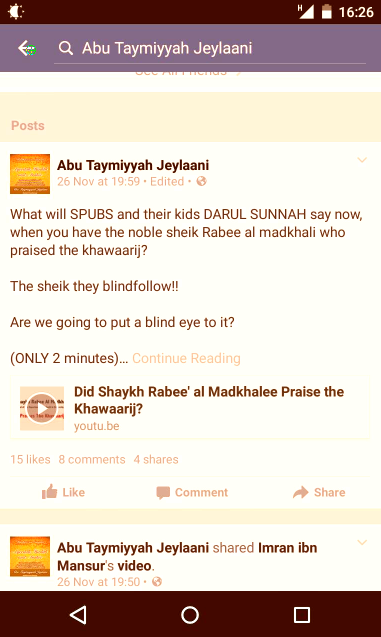 16:26
Abu Taymiyyah Jeylaani
See All Friends
Posts
Abu Taymiyyah Jeylaani
26 Nov at 19:59 • Edited •
What will SPUBS and their kids DARUL SUNNAH say now,
when you have the noble sheik Rabee al madkhali who
praised the khawaarij?
The sheik they blindfollow!!
Are we going to put a blind eye to it?
(ONLY 2 minutes)... Continue Reading
Did Shaykh Rabee' al Madkhalee Praise the
Khawaarij?
youtu.be
15 likes 8 comments 4 shares
Like Comment Share
Abu Taymiyyah Jeylaani shared Imran ibn
Mansur's video.
26 Nov at 19:50 •